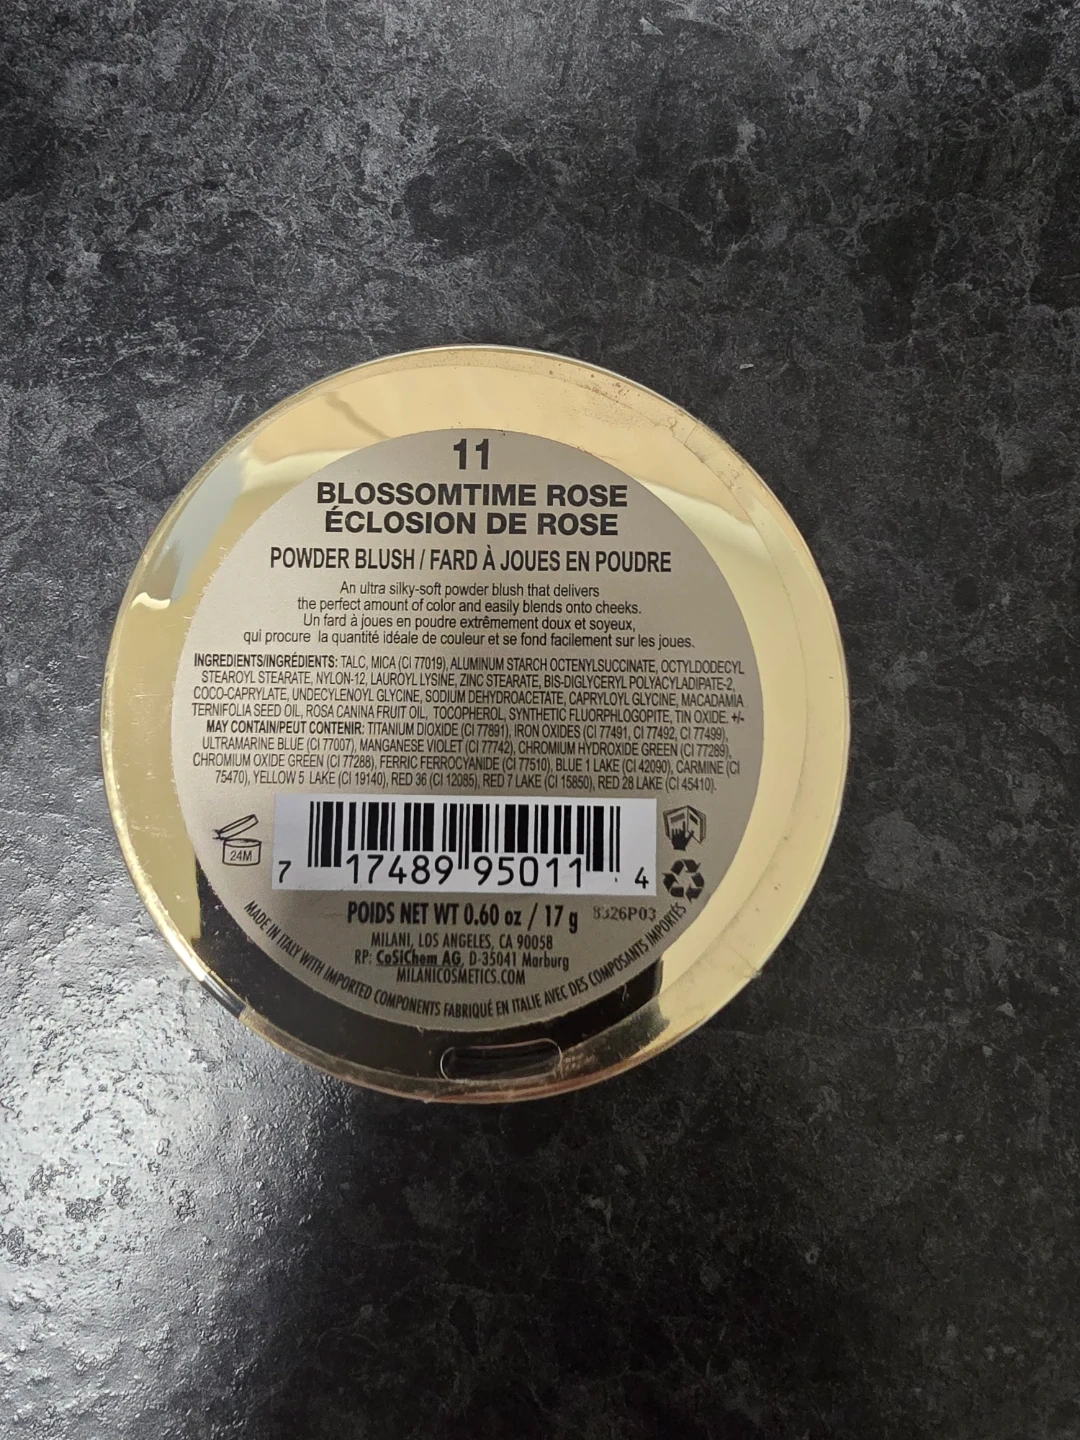 11
BLOSSOMTIME ROSE
ÉCLOSION DE ROSE
POWDER BLUSH / FARD À JOUES EN POUDRE
An ultra silky-soft powder blush that delivers
the perfect amount of color and easily blends onto cheeks.
Un fard à joues en poudre extrêmement doux et soyeux,
qui procure la quantité idéale de couleur et se fond facilement sur les joues.
INGREDIENTS/INGRÉDIENTS: TALC, MICA (CI 77019), ALUMINUM STARCH OCTENYLSUCCINATE, OCTYLDODECYL
STEAROYL STEARATE, NYLON-12, LAUROYL LYSINE, ZINC STEARATE, BIS-DIGLYCERYL POLYACYLADIPATE-2,
COCO-CAPRYLATE, UNDECYLENOYL GLYCINE, SODIUM DEHYDROACETATE, CAPRYLOYL GLYCINE, MACADAMIA
TERNIFOLIA SEED OIL, ROSA CANINA FRUIT OIL, TOCOPHEROL, SYNTHETIC FLUORPHLOGOPITE, TIN OXIDE. +/-
MAY CONTAIN/PEUT CONTENIR: TITANIUM DIOXIDE (CI 77891), IRON OXIDES (CI 77491, CI 77492, CI 77499),
ULTRAMARINE BLUE (CI 77007), MANGANESE VIOLET (CI 77742), CHROMIUM HYDROXIDE GREEN (CI 77289),
CHROMIUM OXIDE GREEN (CI 77288), FERRIC FERROCYANIDE (CI 77510), BLUE 1 LAKE (CI 42090), CARMINE (CI
75470), YELLOW 5 LAKE (CI 19140), RED 36 (CI 12085), RED 7 LAKE (CI 15850), RED 28 LAKE (CI 45410).
24M
7 17489 95011 4
POIDS NET WT 0.60 oz / 17 g
8326P03
MILANI, LOS ANGELES, CA 90058
RP: CoSiChem AG, D-35041 Marburg
MILANICOSMETICS.COM
MADE IN ITALY WITH IMPORTED COMPONENTS FABRIQUÉ EN ITALIE AVEC DES COMPOSANTS IMPORTÉS